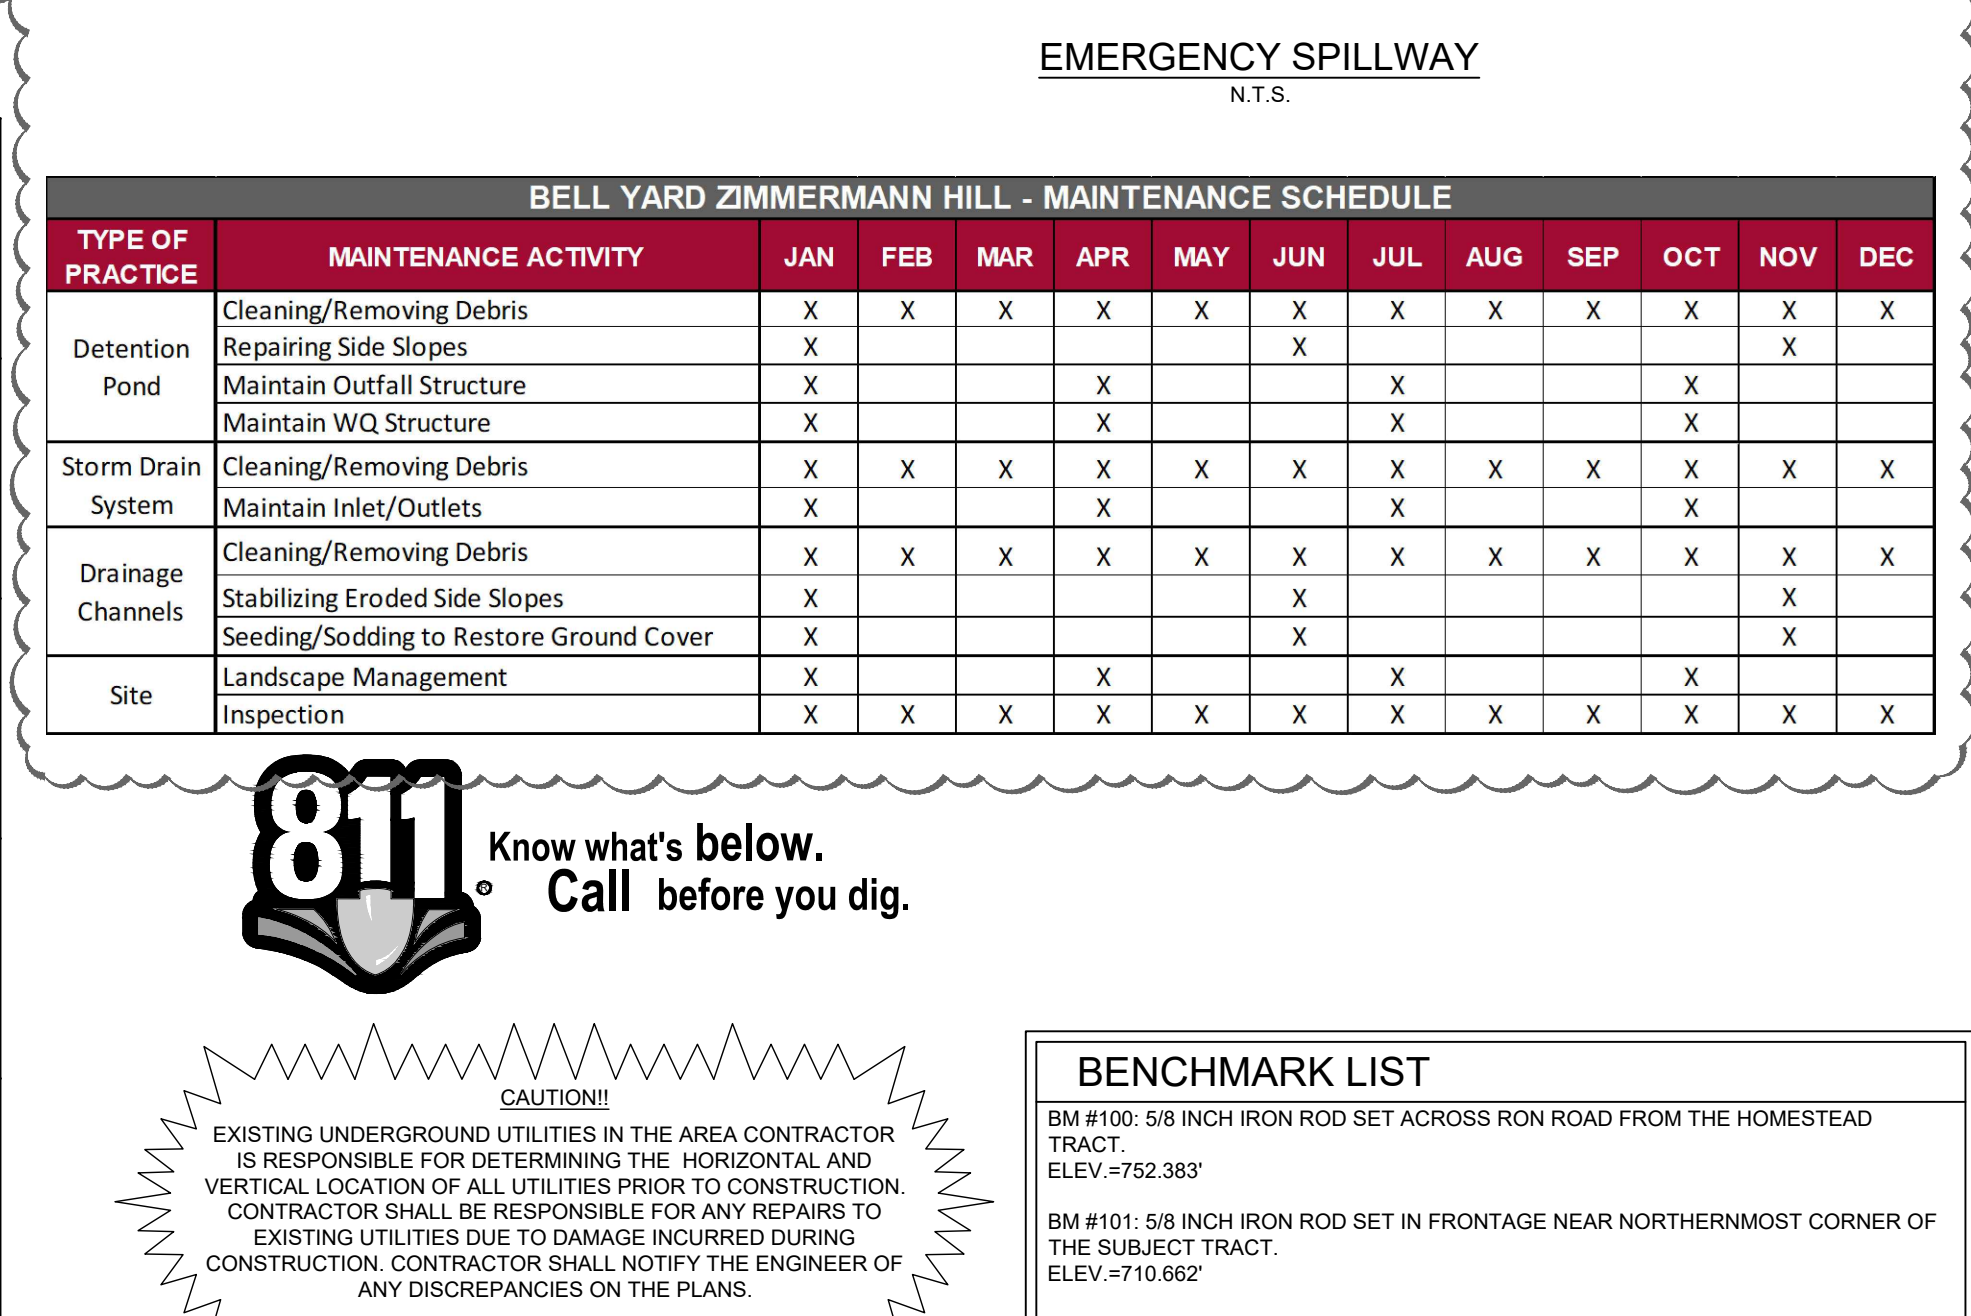 EMERGENCY SPILLWAY
N.T.S.
BELL YARD ZIMMERMANN HILL - MAINTENANCE SCHEDULE
TYPE OF PRACTICE MAINTENANCE ACTIVITY JAN FEB MAR APR MAY JUN JUL AUG SEP OCT NOV DEC
Detention Pond
Cleaning/Removing Debris X X X X X X X X X X X X
Repairing Side Slopes X X X
Maintain Outfall Structure X X X X
Maintain WQ Structure X X X X
Storm Drain System
Cleaning/Removing Debris X X X X X X X X X X X X
Maintain Inlet/Outlets X X X X
Drainage Channels
Cleaning/Removing Debris X X X X X X X X X X X X
Stabilizing Eroded Side Slopes X X X
Seeding/Sodding to Restore Ground Cover X X X
Site
Landscape Management X X X X
Inspection X X X X X X X X X X X X
811®
Know what's below.
Call before you dig.
CAUTION!!
EXISTING UNDERGROUND UTILITIES IN THE AREA CONTRACTOR
IS RESPONSIBLE FOR DETERMINING THE HORIZONTAL AND
VERTICAL LOCATION OF ALL UTILITIES PRIOR TO CONSTRUCTION.
CONTRACTOR SHALL BE RESPONSIBLE FOR ANY REPAIRS TO
EXISTING UTILITIES DUE TO DAMAGE INCURRED DURING
CONSTRUCTION. CONTRACTOR SHALL NOTIFY THE ENGINEER OF
ANY DISCREPANCIES ON THE PLANS.
BENCHMARK LIST
BM #100: 5/8 INCH IRON ROD SET ACROSS RON ROAD FROM THE HOMESTEAD
TRACT.
ELEV.=752.383'
BM #101: 5/8 INCH IRON ROD SET IN FRONTAGE NEAR NORTHERNMOST CORNER OF
THE SUBJECT TRACT.
ELEV.=710.662'